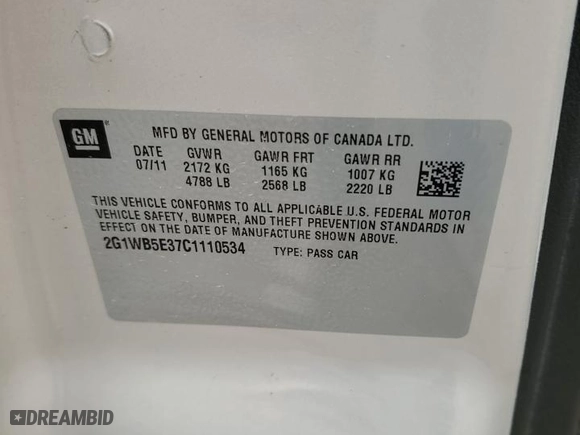 GM
MFD BY GENERAL MOTORS OF CANADA LTD.
DATE GVWR GAWR FRT GAWR RR
07/11 2172 KG 1165 KG 1007 KG
4788 LB 2568 LB 2220 LB
THIS VEHICLE CONFORMS TO ALL APPLICABLE U.S. FEDERAL MOTOR
VEHICLE SAFETY, BUMPER, AND THEFT PREVENTION STANDARDS IN
EFFECT ON THE DATE OF MANUFACTURE SHOWN ABOVE.
2G1WB5E37C1110534 TYPE: PASS CAR
DREAMBID